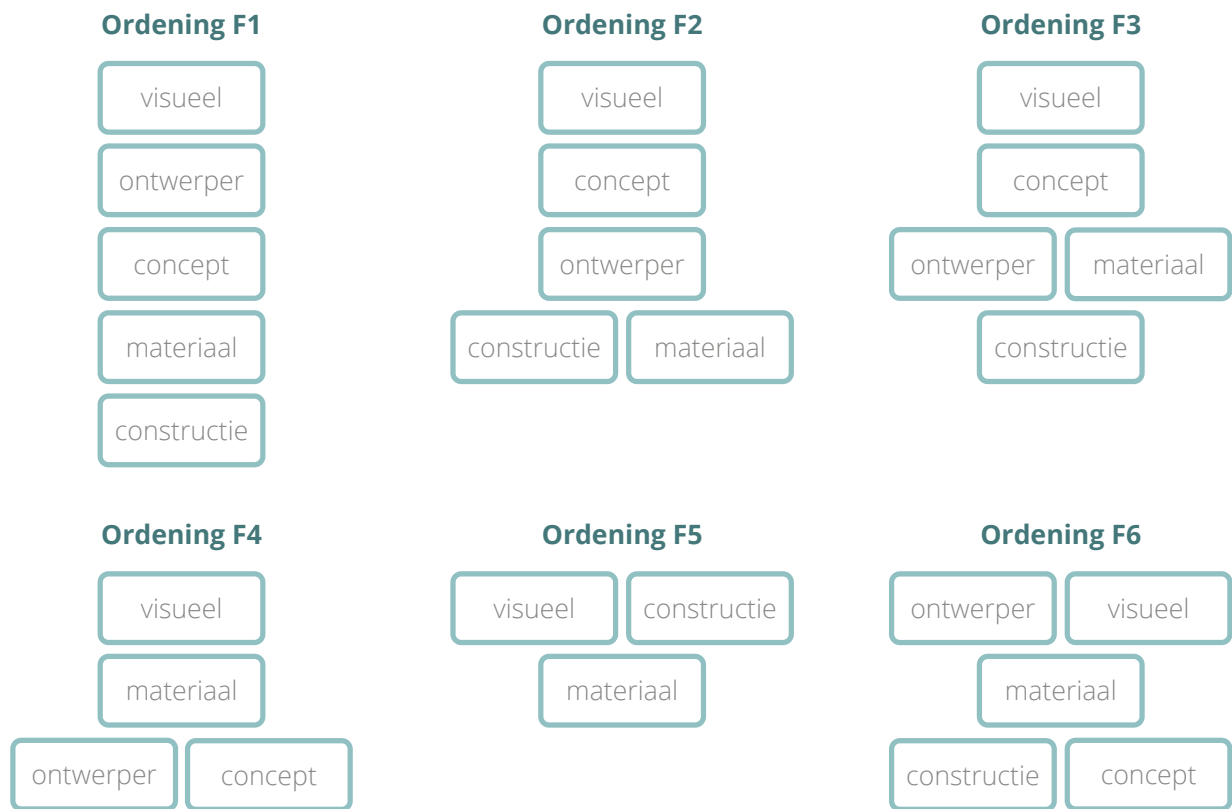 Ordening F1
visueel
ontwerper
concept
materiaal
constructie
Ordening F2
visueel
concept
ontwerper
constructie materiaal
Ordening F3
visueel
concept
ontwerper materiaal
constructie
Ordening F4
visueel
materiaal
ontwerper concept
Ordening F5
visueel constructie
materiaal
Ordening F6
ontwerper visueel
materiaal
constructie concept